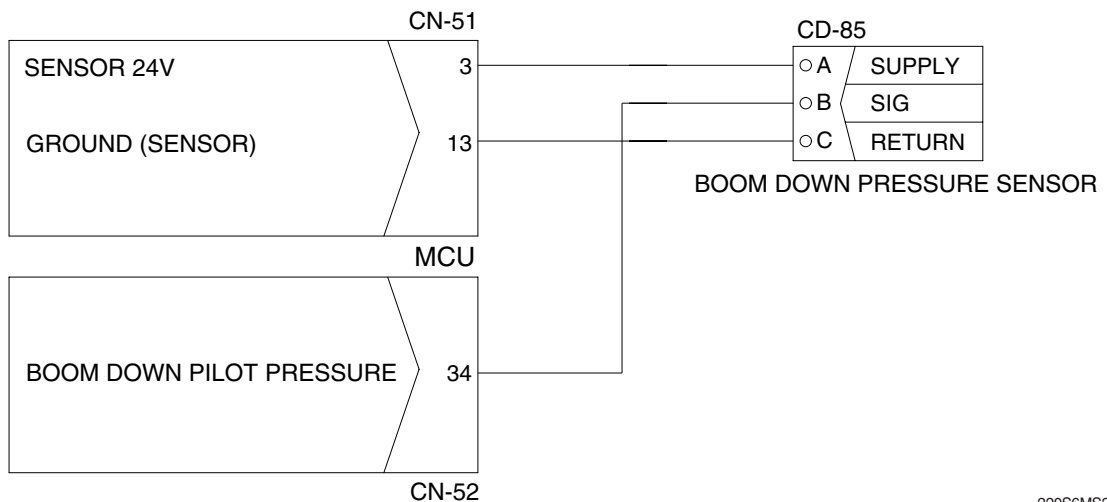 CN-51
CD-85
SENSOR 24V 3 A SUPPLY
B SIG
GROUND (SENSOR) 13 C RETURN
BOOM DOWN PRESSURE SENSOR
MCU
BOOM DOWN PILOT PRESSURE 34
CN-52